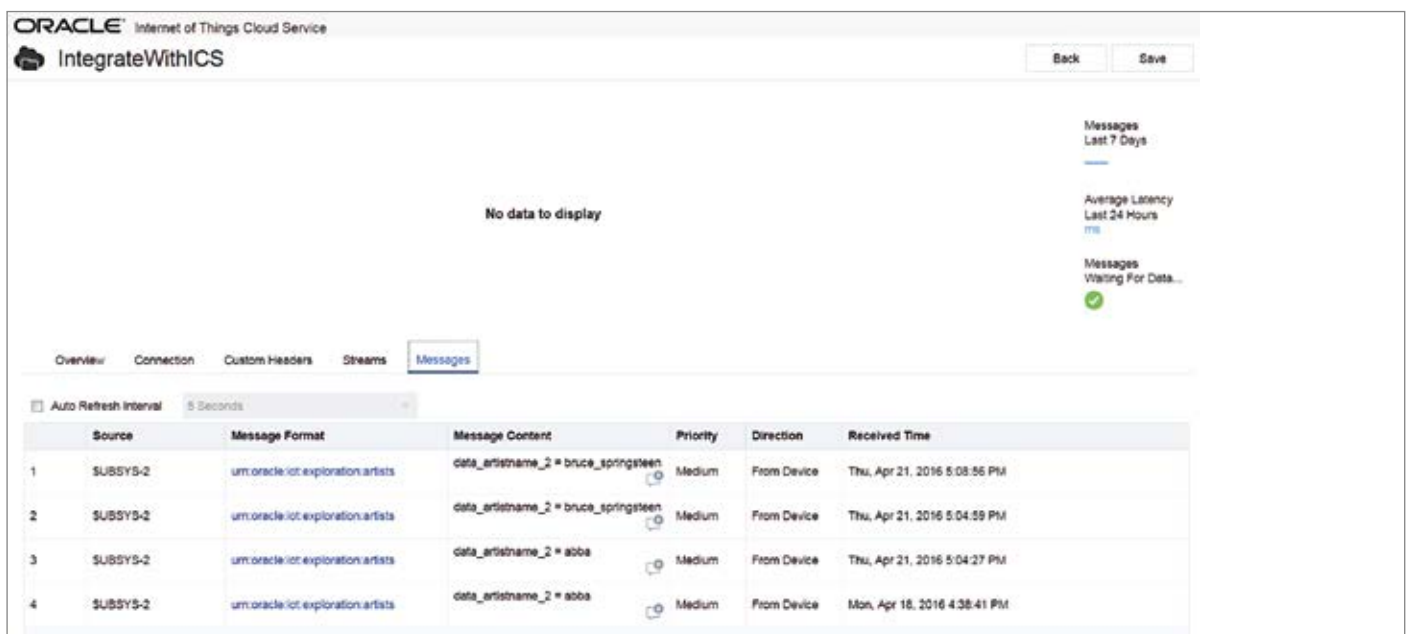 ORACLE® Internet of Things Cloud Service
IntegrateWithICS
Back Save
Messages
Last 7 Days
No data to display
Average Latency
Last 24 Hours
ms
Messages
Waiting For Data...
Overview Connection Custom Headers Streams Messages
Auto Refresh Interval 5 Seconds
Source Message Format Message Content Priority Direction Received Time
1 SUBSYS-2 urn:oracle:iot:exploration:artists data_artistname_2 = bruce_springsteen Medium From Device Thu, Apr 21, 2016 5:08:56 PM
2 SUBSYS-2 urn:oracle:iot:exploration:artists data_artistname_2 = bruce_springsteen Medium From Device Thu, Apr 21, 2016 5:04:59 PM
3 SUBSYS-2 urn:oracle:iot:exploration:artists data_artistname_2 = abba Medium From Device Thu, Apr 21, 2016 5:04:27 PM
4 SUBSYS-2 urn:oracle:iot:exploration:artists data_artistname_2 = abba Medium From Device Mon, Apr 18, 2016 4:38:41 PM